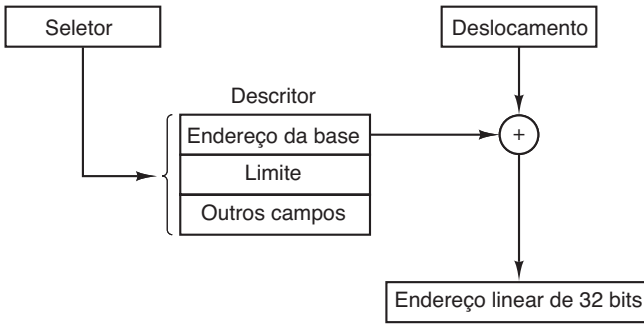 Seletor
Deslocamento
Descritor
Endereço da base
+
Limite
Outros campos
Endereço linear de 32 bits